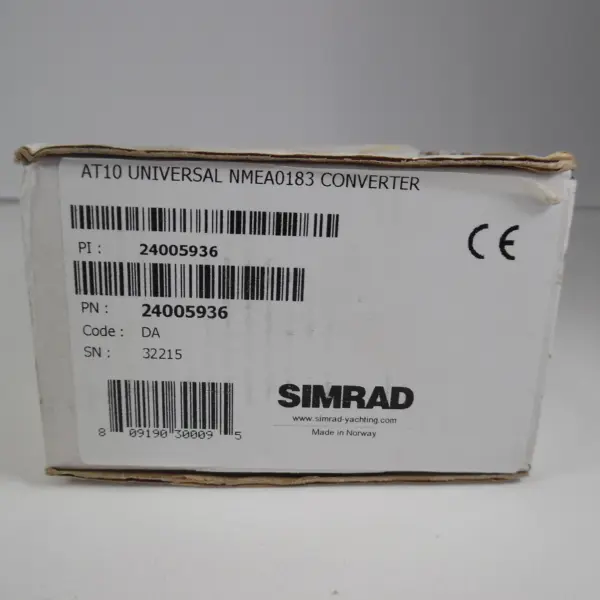 AT10 UNIVERSAL NMEA0183 CONVERTER
PI : 24005936
CE
PN : 24005936
Code : DA
SN : 32215
SIMRAD
www.simrad-yachting.com
Made in Norway
8 09190 30009 5